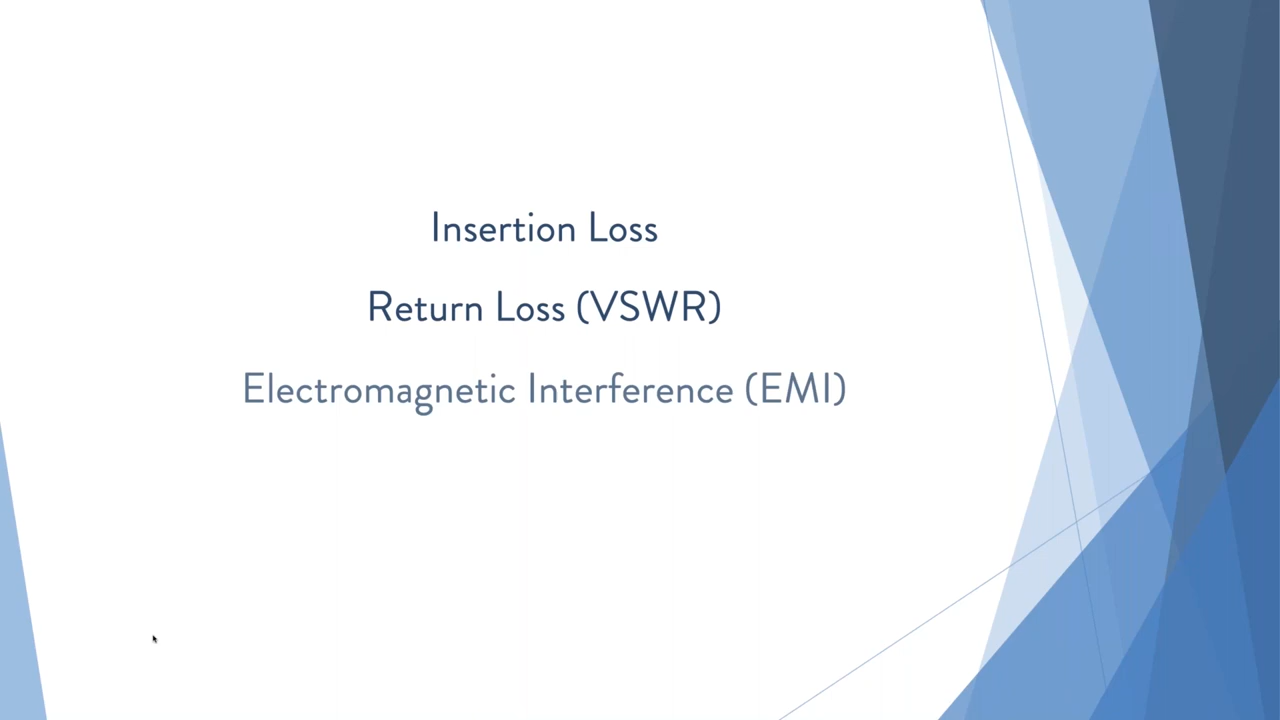 Insertion Loss
Return Loss (VSWR)
Electromagnetic Interference (EMI)